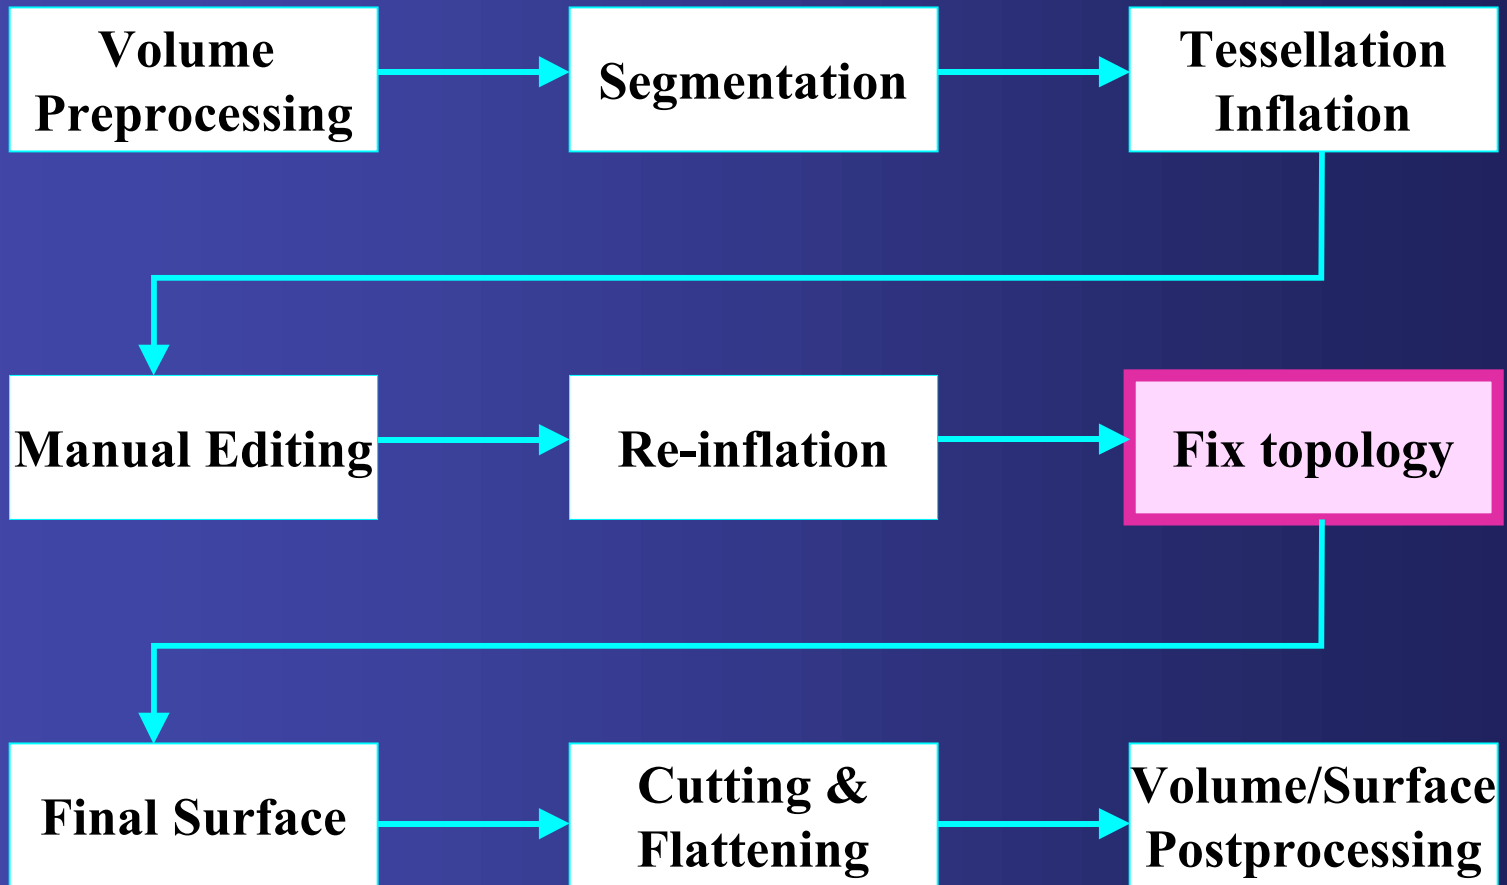 Volume
Preprocessing
Segmentation
Tessellation
Inflation
Manual Editing
Re-inflation
Fix topology
Final Surface
Cutting &
Flattening
Volume/Surface
Postprocessing